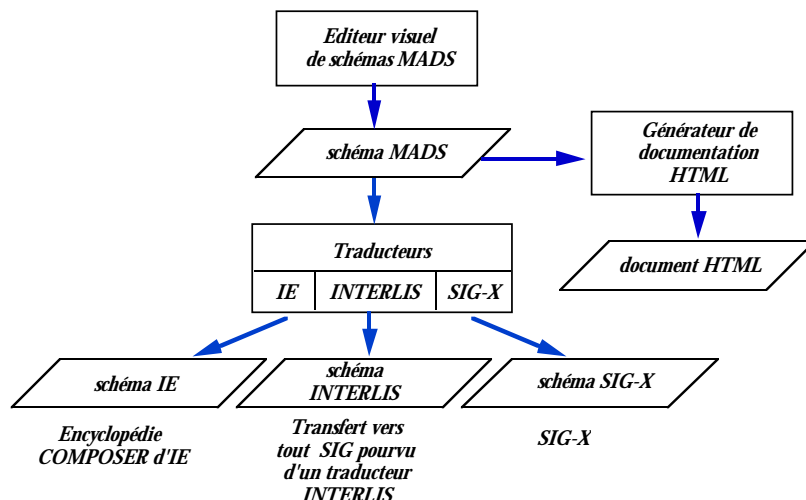 Editeur visuel
de schémas MADS
schéma MADS
Générateur de
documentation
HTML
document HTML
Traducteurs
IE
INTERLIS
SIG-X
schéma IE
schéma
INTERLIS
schéma SIG-X
Encyclopédie
COMPOSER d'IE
Transfert vers
tout SIG pourvu
d'un traducteur
INTERLIS
SIG-X